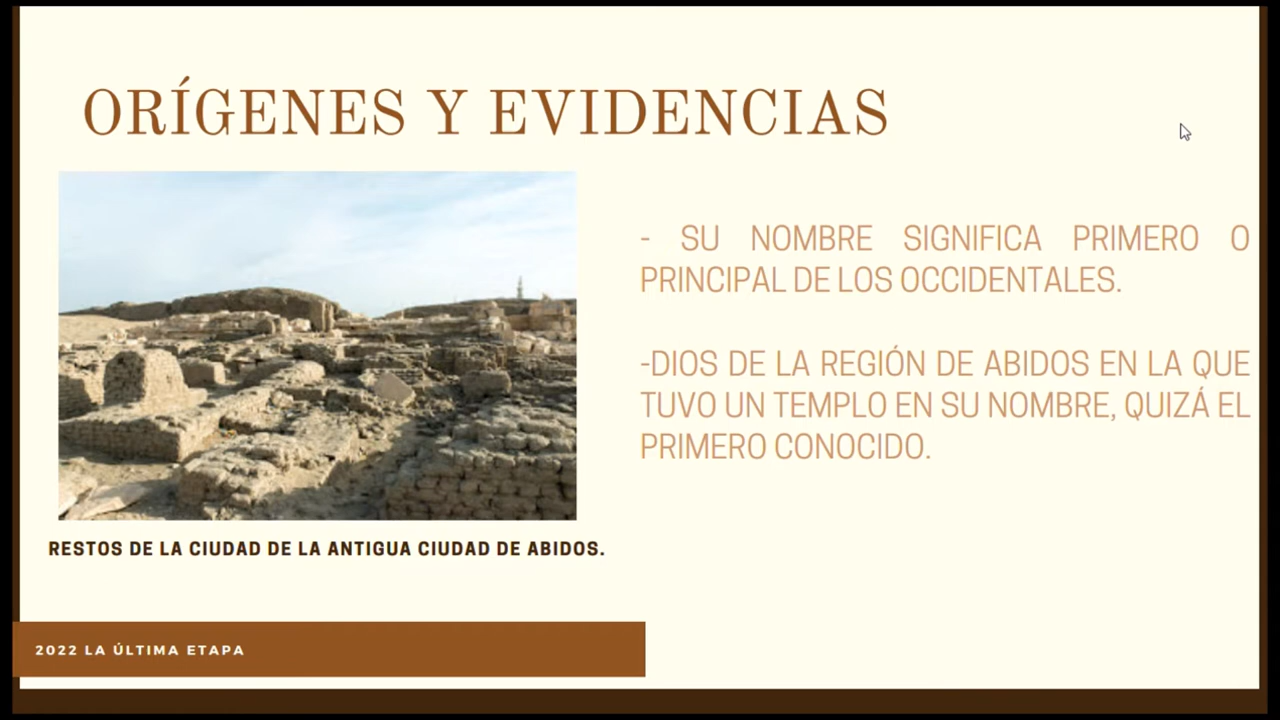 ORÍGENES Y EVIDENCIAS
- SU NOMBRE SIGNIFICA PRIMERO O
PRINCIPAL DE LOS OCCIDENTALES.
-DIOS DE LA REGIÓN DE ABIDOS EN LA QUE
TUVO UN TEMPLO EN SU NOMBRE, QUIZÁ EL
PRIMERO CONOCIDO.
RESTOS DE LA CIUDAD DE LA ANTIGUA CIUDAD DE ABIDOS.
2022 LA ÚLTIMA ETAPA